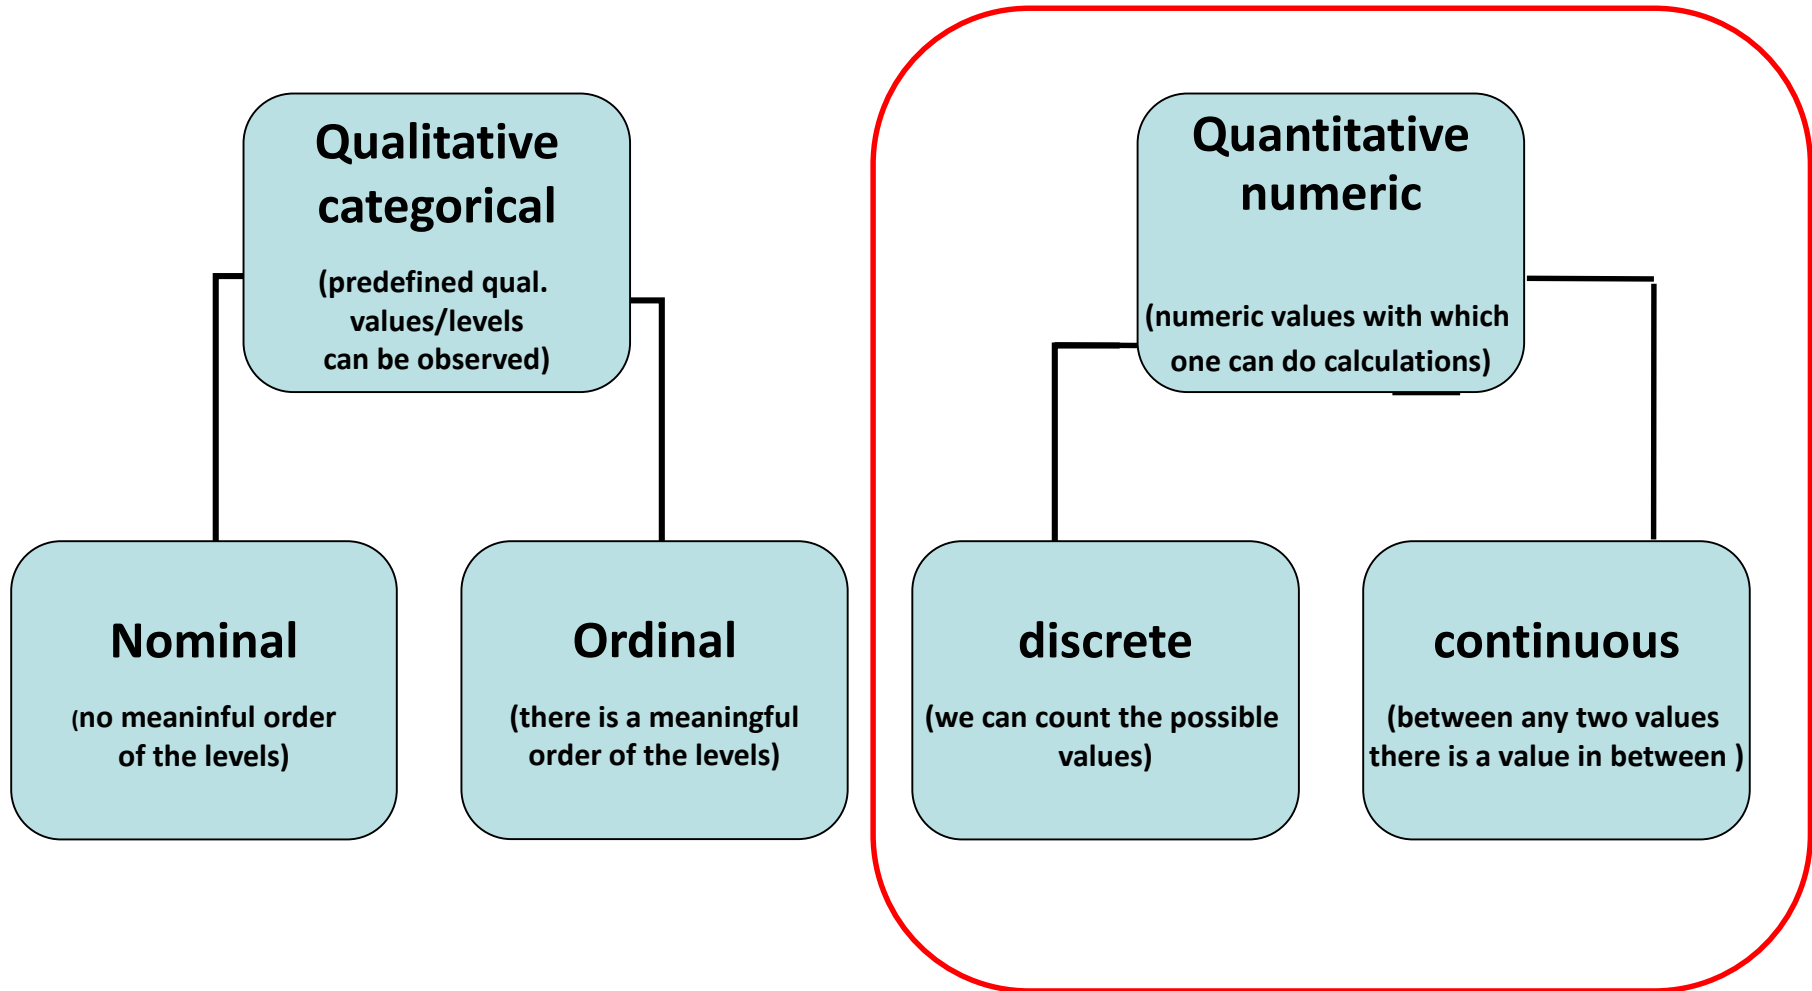 Qualitative
categorical
(predefined qual.
values/levels
can be observed)
Quantitative
numeric
(numeric values with which
one can do calculations)
Nominal
(no meaninful order
of the levels)
Ordinal
(there is a meaningful
order of the levels)
discrete
(we can count the possible
values)
continuous
(between any two values
there is a value in between )